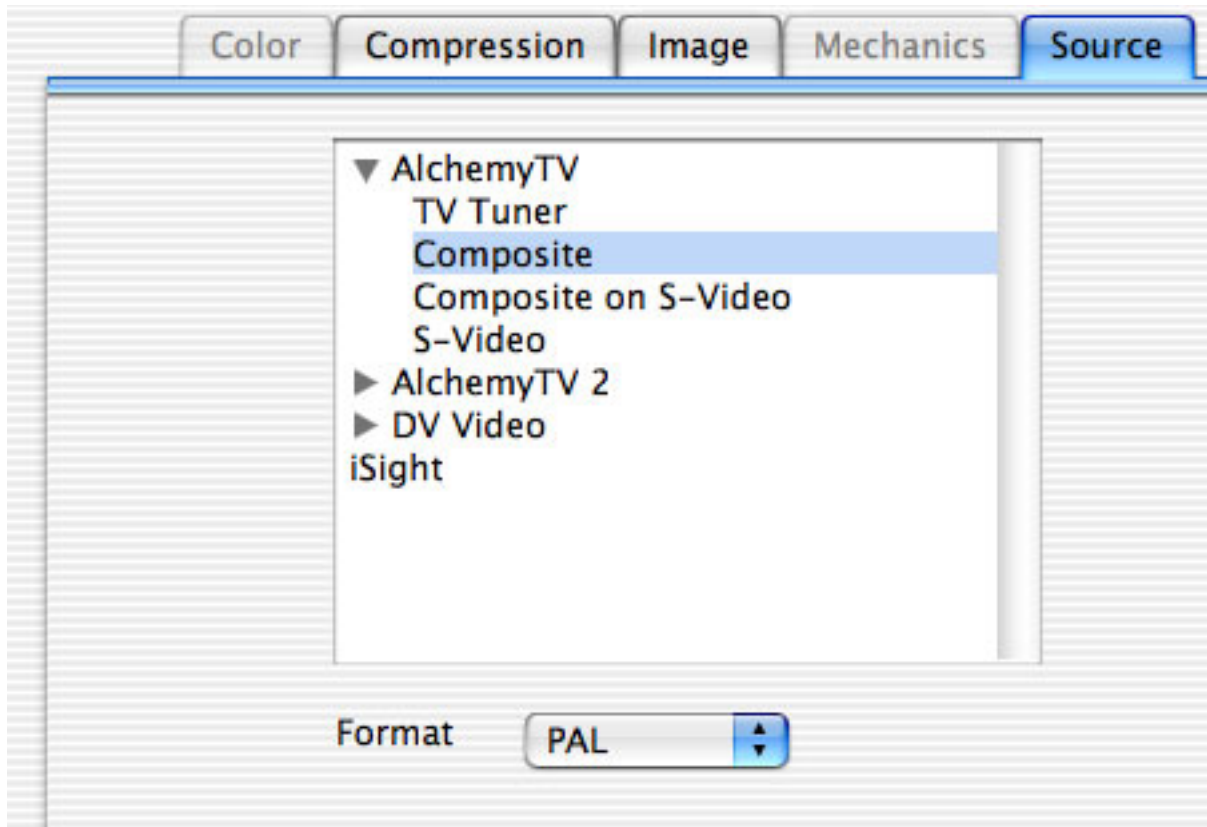 Color Compression Image Mechanics Source
AlchemyTV
TV Tuner
Composite
Composite on S-Video
S-Video
AlchemyTV 2
DV Video
iSight
Format PAL